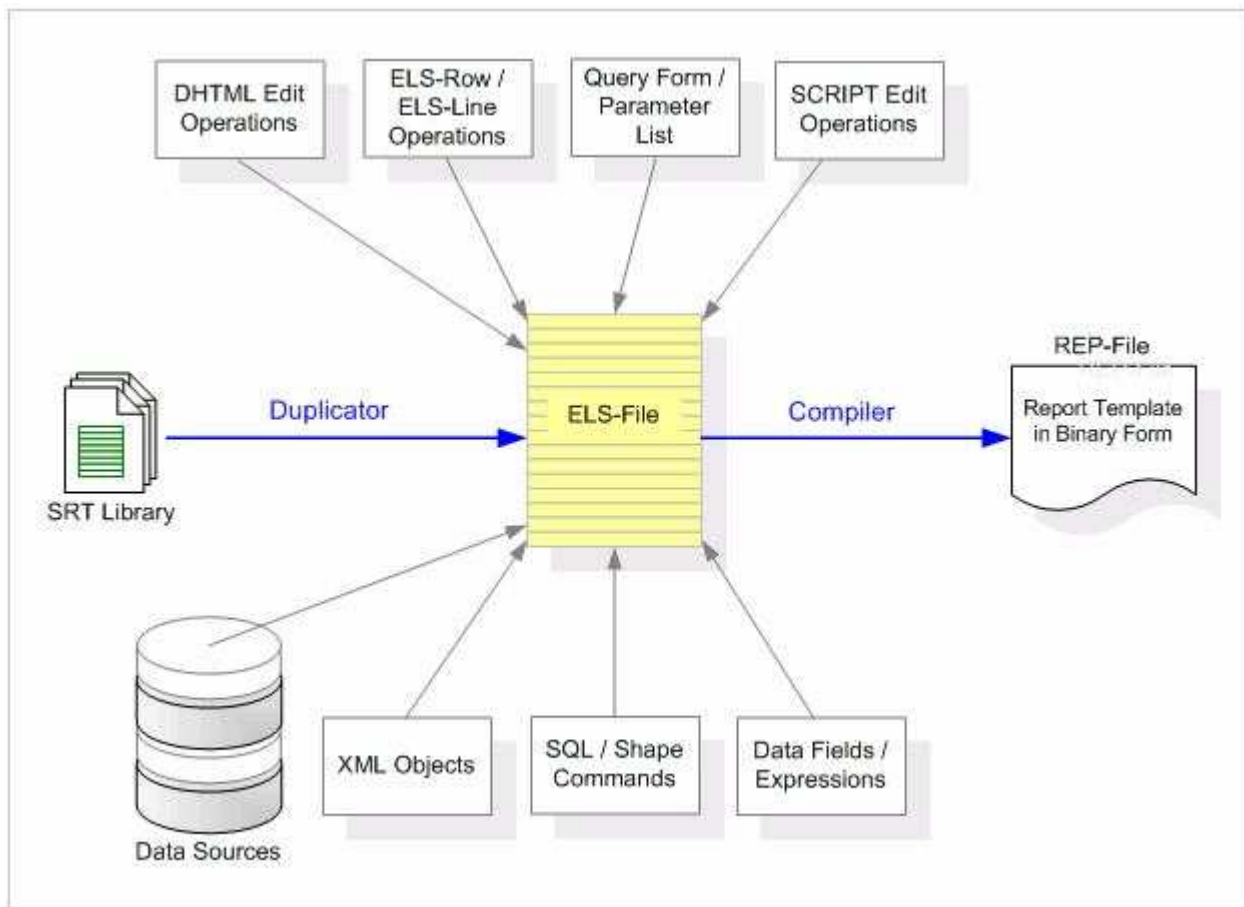 DHTML Edit
Operations
ELS-Row /
ELS-Line
Operations
Query Form /
Parameter
List
SCRIPT Edit
Operations
SRT Library
Duplicator
ELS-File
Compiler
REP-File
Report Template
in Binary Form
Data Sources
XML Objects
SQL / Shape
Commands
Data Fields /
Expressions